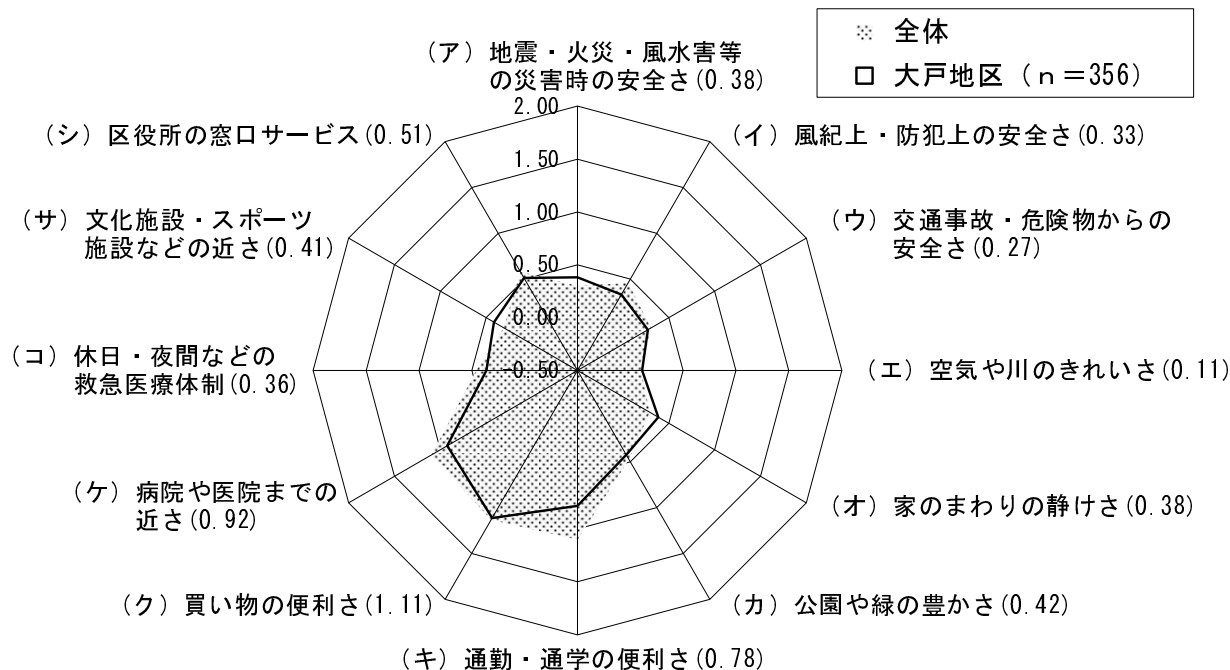 全体
大戸地区（ｎ＝356）
（ア）地震・火災・風水害等
の災害時の安全さ(0.38)
（イ）風紀上・防犯上の安全さ(0.33)
（ウ）交通事故・危険物からの
安全さ(0.27)
（エ）空気や川のきれいさ(0.11)
（オ）家のまわりの静けさ(0.38)
（カ）公園や緑の豊かさ(0.42)
（キ）通勤・通学の便利さ(0.78)
（ク）買い物の便利さ(1.11)
（ケ）病院や医院までの
近さ(0.92)
（コ）休日・夜間などの
救急医療体制(0.36)
（サ）文化施設・スポーツ
施設などの近さ(0.41)
（シ）区役所の窓口サービス(0.51)
2.00
1.50
1.00
0.50
0.00
-0.50